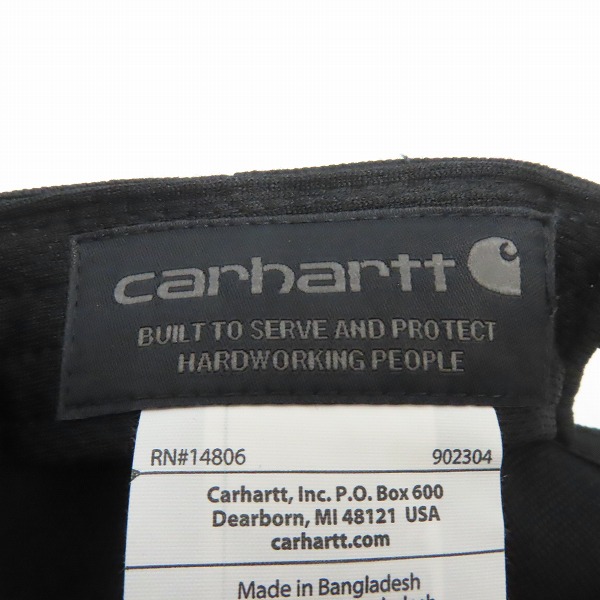 carhartt
BUILT TO SERVE AND PROTECT
HARDWORKING PEOPLE
RN#14806 902304
Carhartt, Inc. P.O. Box 600
Dearborn, MI 48121 USA
carhartt.com
Made in Bangladesh